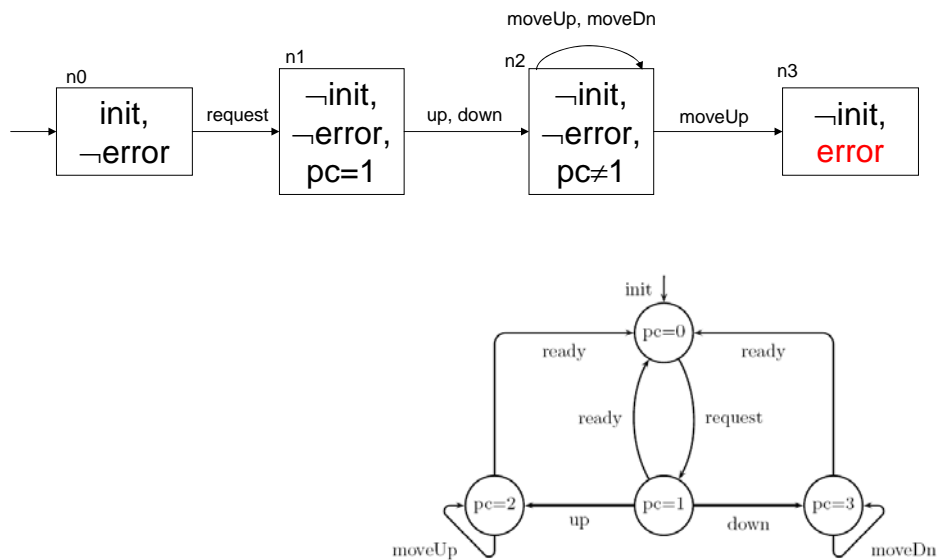 moveUp, moveDn
n0
n1
n2
n3
init,
¬error
request
¬init,
¬error,
pc=1
up, down
¬init,
¬error,
pc≠1
moveUp
¬init,
error
init
pc=0
ready
ready
ready
request
pc=2
pc=1
pc=3
up
down
moveUp
moveDn